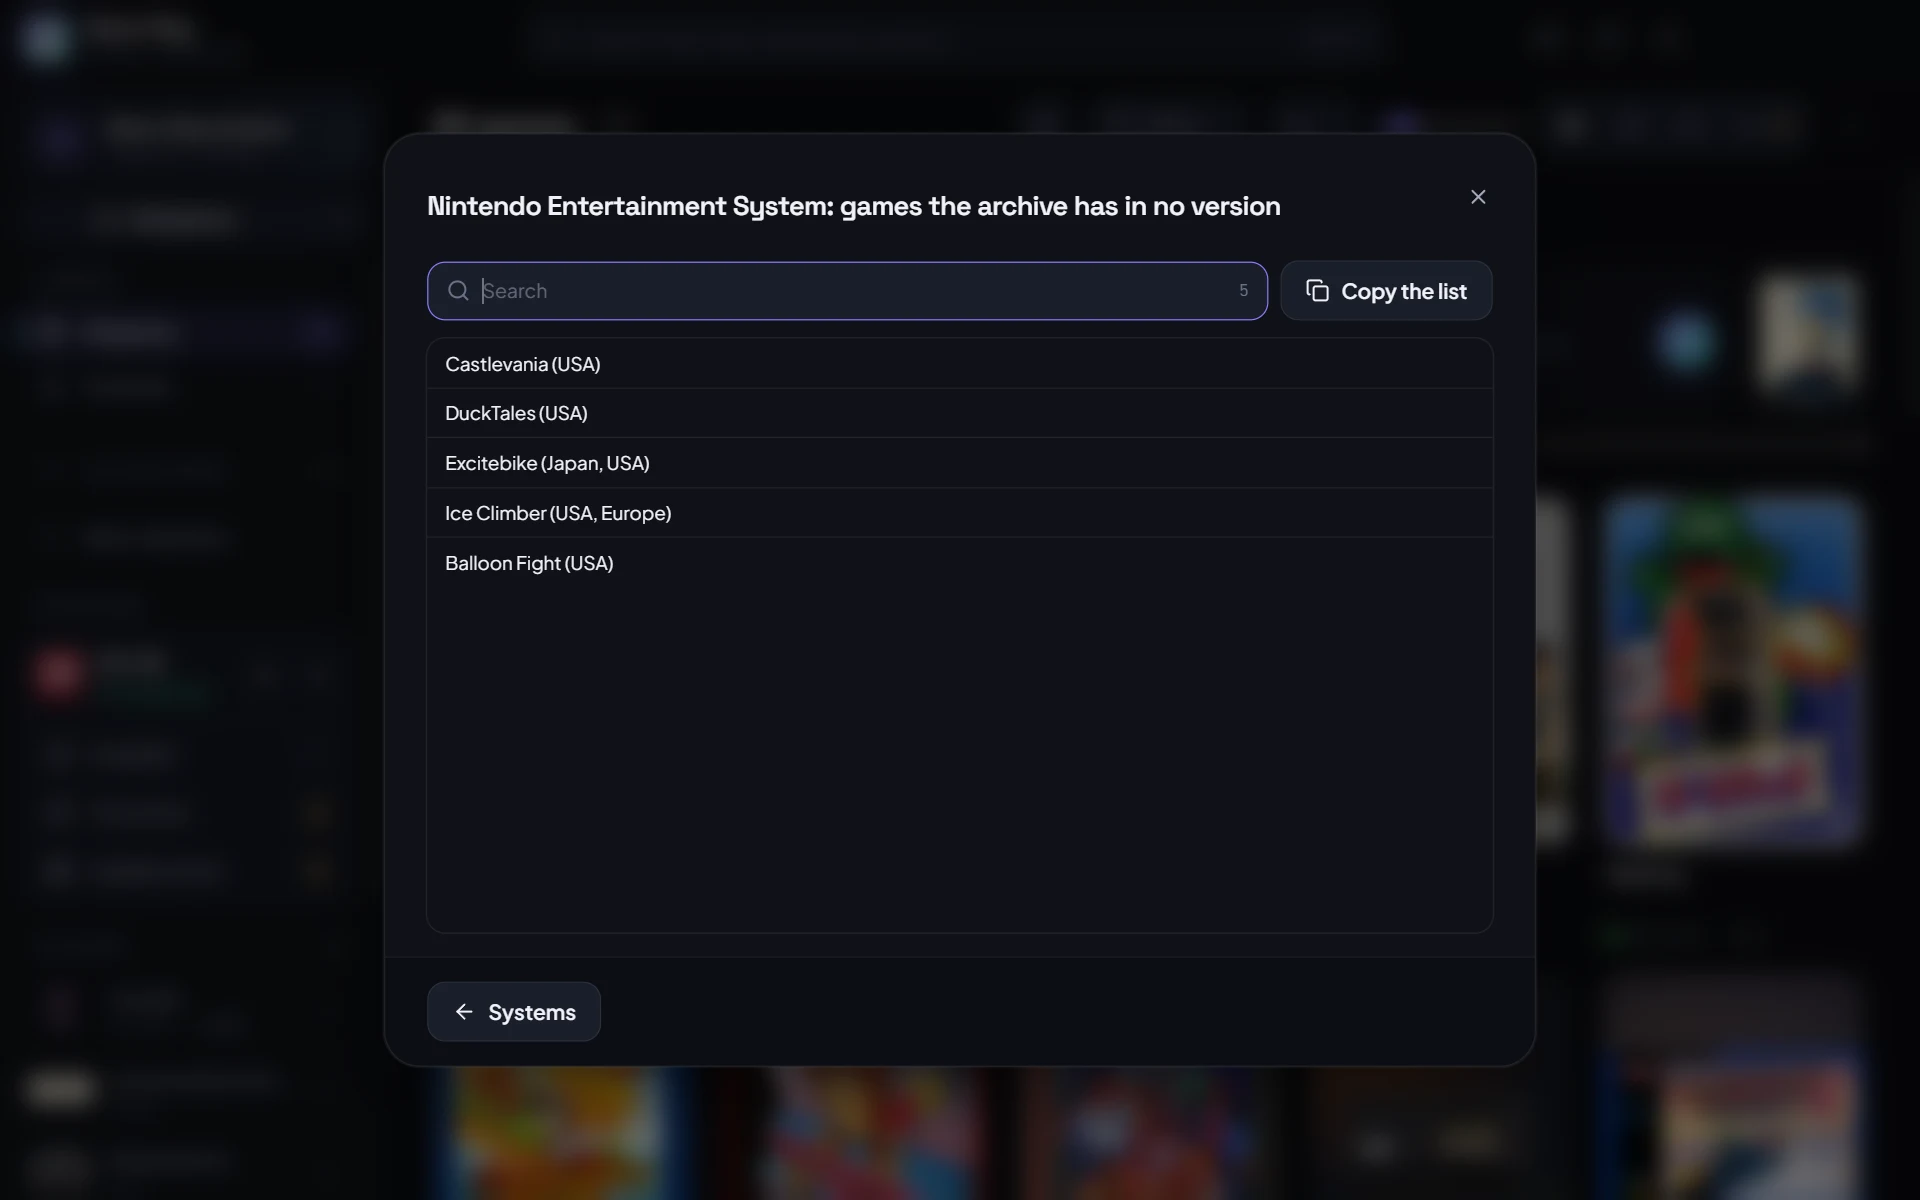 Nintendo Entertainment System: games the archive has in no version
Search
5
Copy the list
Castlevania (USA)
DuckTales (USA)
Excitebike (Japan, USA)
Ice Climber (USA, Europe)
Balloon Fight (USA)
Systems